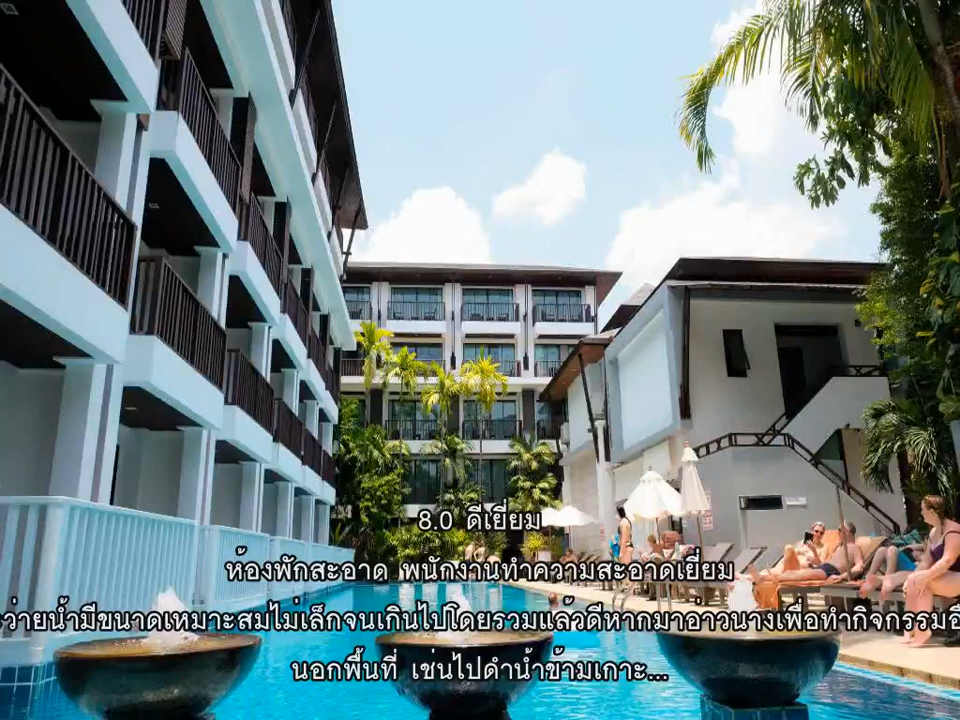 8.0 ดีเยี่ยม
ห้องพักสะอาด พนักงานทำความสะอาดเยี่ยม
ว่ายน้ำมีขนาดเหมาะสมไม่เล็กจนเกินไปโดยรวมแล้วดีหากมาอ่าวนางเพื่อทำกิจกรรม
นอกพื้นที่ เช่นไปดำน้ำข้ามเกาะ...